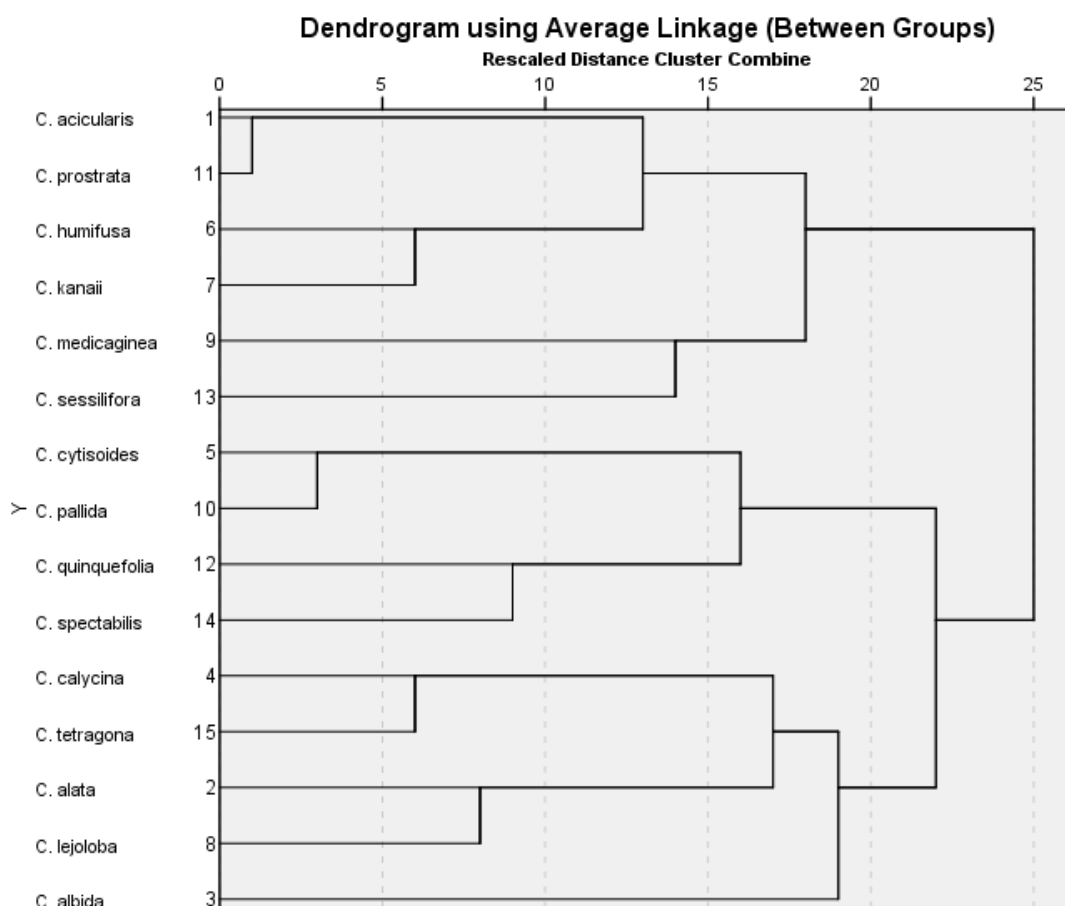 Dendrogram using Average Linkage (Between Groups)
Rescaled Distance Cluster Combine
0 5 10 15 20 25
C. acicularis 1
C. prostrata 11
C. humifusa 6
C. kanaii 7
C. medicaginea 9
C. sessilifora 13
C. cytisoides 5
Y C. pallida 10
C. quinquefolia 12
C. spectabilis 14
C. calycina 4
C. tetragona 15
C. alata 2
C. lejoloba 8
C. albida 3